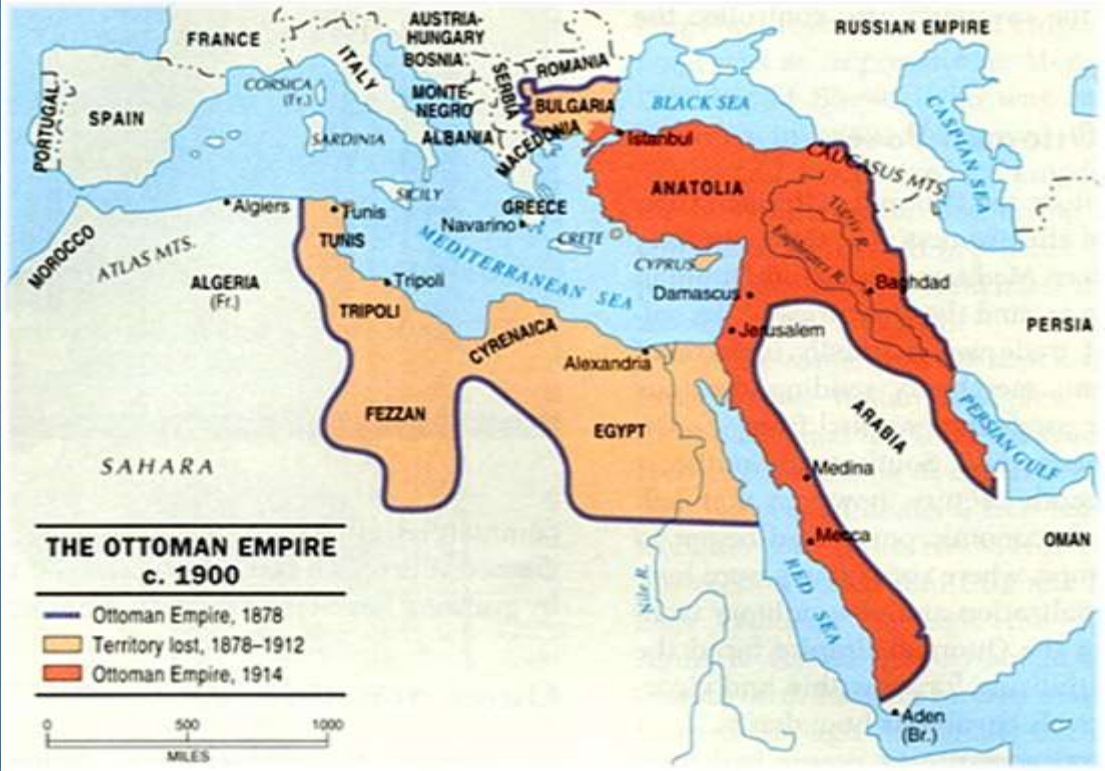 FRANCE
AUSTRIA-
HUNGARY
BOSNIA
ITALY
SERBIA
ROMANIA
RUSSIAN EMPIRE
CORSICA
(Fr.)
MONTE-
NEGRO
BULGARIA
BLACK SEA
CASPIAN SEA
PORTUGAL
SPAIN
SARDINIA
ALBANIA
MACEDONIA
Istanbul
CAUCASUS MTS.
ANATOLIA
SICILY
GREECE
Navarino
CRETE
Tigris R.
Euphrates R.
Algiers
Tunis
TUNIS
MOROCCO
ATLAS MTS.
MEDITERRANEAN SEA
CYPRUS
ALGERIA
(Fr.)
Tripoli
Damascus
Baghdad
TRIPOLI
CYRENAICA
Jerusalem
PERSIA
Alexandria
FEZZAN
EGYPT
ARABIA
PERSIAN GULF
SAHARA
Medina
Mecca
OMAN
Nile R.
RED SEA
Aden
(Br.)
THE OTTOMAN EMPIRE
c. 1900
Ottoman Empire, 1878
Territory lost, 1878–1912
Ottoman Empire, 1914
0 500 1000
MILES